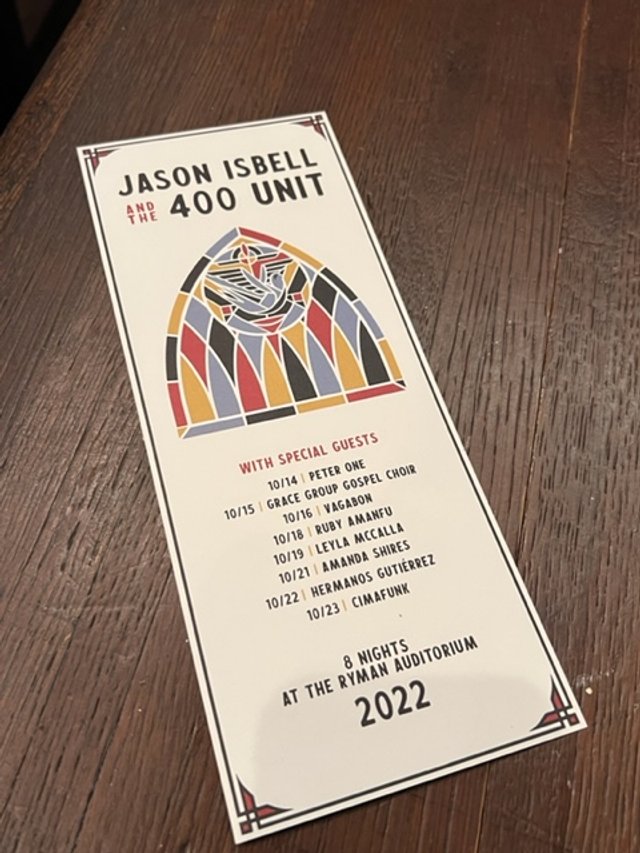 JASON ISBELL
AND THE 400 UNIT
WITH SPECIAL GUESTS
10/14 | PETER ONE
10/15 | GRACE GROUP GOSPEL CHOIR
10/16 | VAGABON
10/18 | RUBY AMANFU
10/19 | LEYLA MCCALLA
10/21 | AMANDA SHIRES
10/22 | HERMANOS GUTIÉRREZ
10/23 | CIMAFUNK
8 NIGHTS
AT THE RYMAN AUDITORIUM
2022